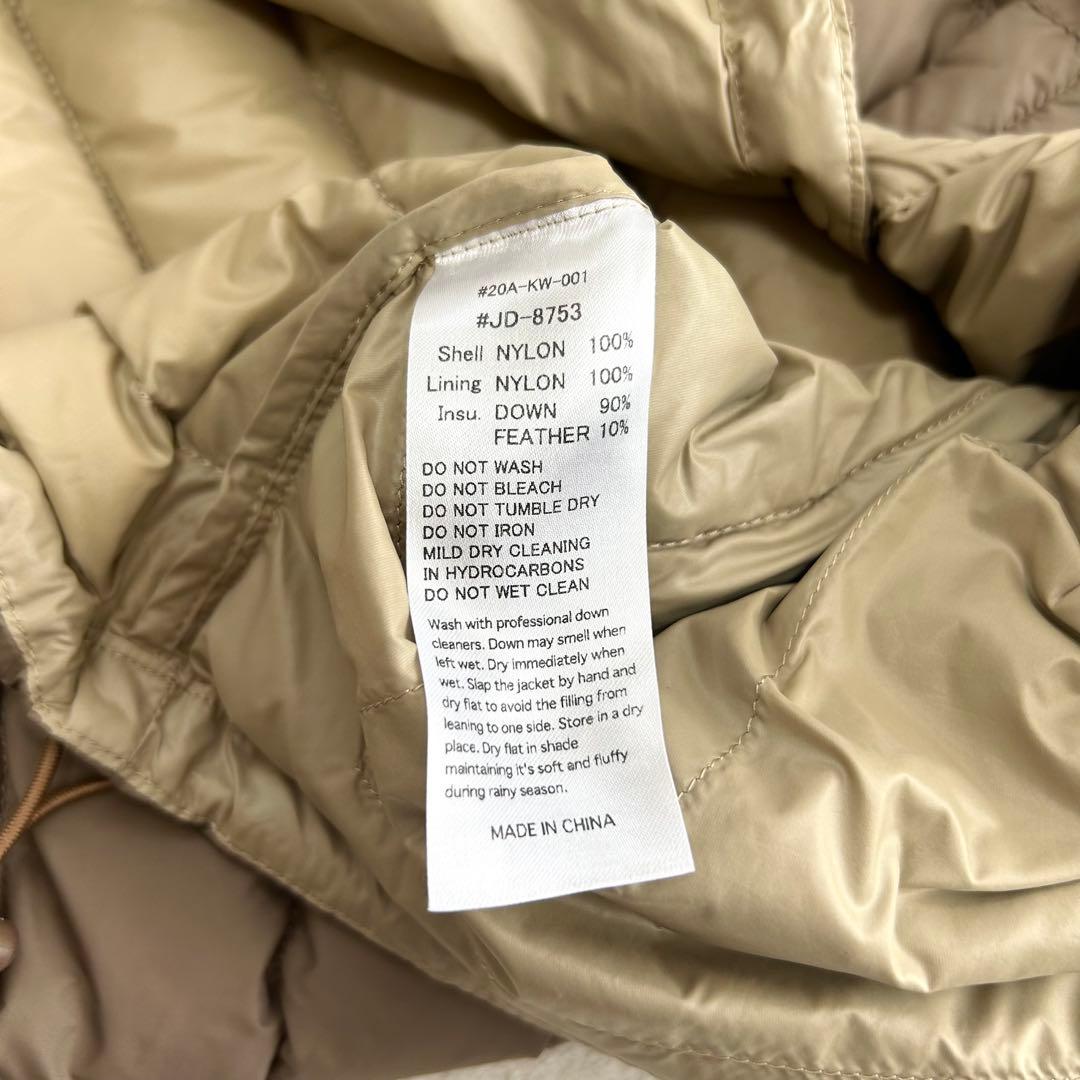 #20A-KW-001
#JD-8753
Shell NYLON 100%
Lining NYLON 100%
Insu. DOWN 90%
FEATHER 10%
DO NOT WASH
DO NOT BLEACH
DO NOT TUMBLE DRY
DO NOT IRON
MILD DRY CLEANING
IN HYDROCARBONS
DO NOT WET CLEAN
Wash with professional down
cleaners. Down may smell when
left wet. Dry immediately when
wet. Slap the jacket by hand and
dry flat to avoid the filling from
leaning to one side. Store in a dry
place. Dry flat in shade
maintaining it's soft and fluffy
during rainy season.
MADE IN CHINA